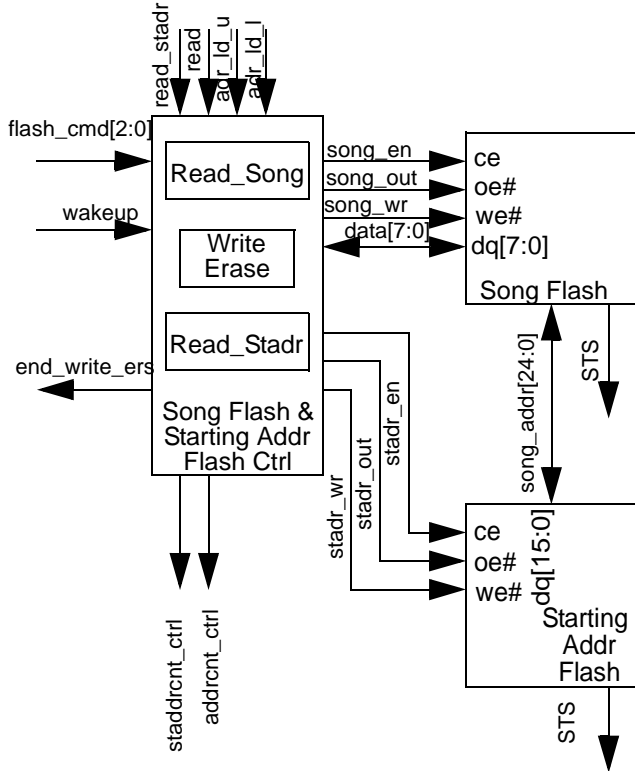 read_stadr
read
adr_ld_u
adr_ld_l
flash_cmd[2:0]
wakeup
end_write_ers
Read_Song
Write
Erase
Read_Stadr
Song Flash &
Starting Addr
Flash Ctrl
song_en
song_out
song_wr
data[7:0]
ce
oe#
we#
dq[7:0]
Song Flash
STS
song_addr[24:0]
stadr_en
stadr_out
stadr_wr
ce
oe#
we#
dq[15:0]
Starting
Addr
Flash
STS
staddrcnt_ctrl
addrcnt_ctrl